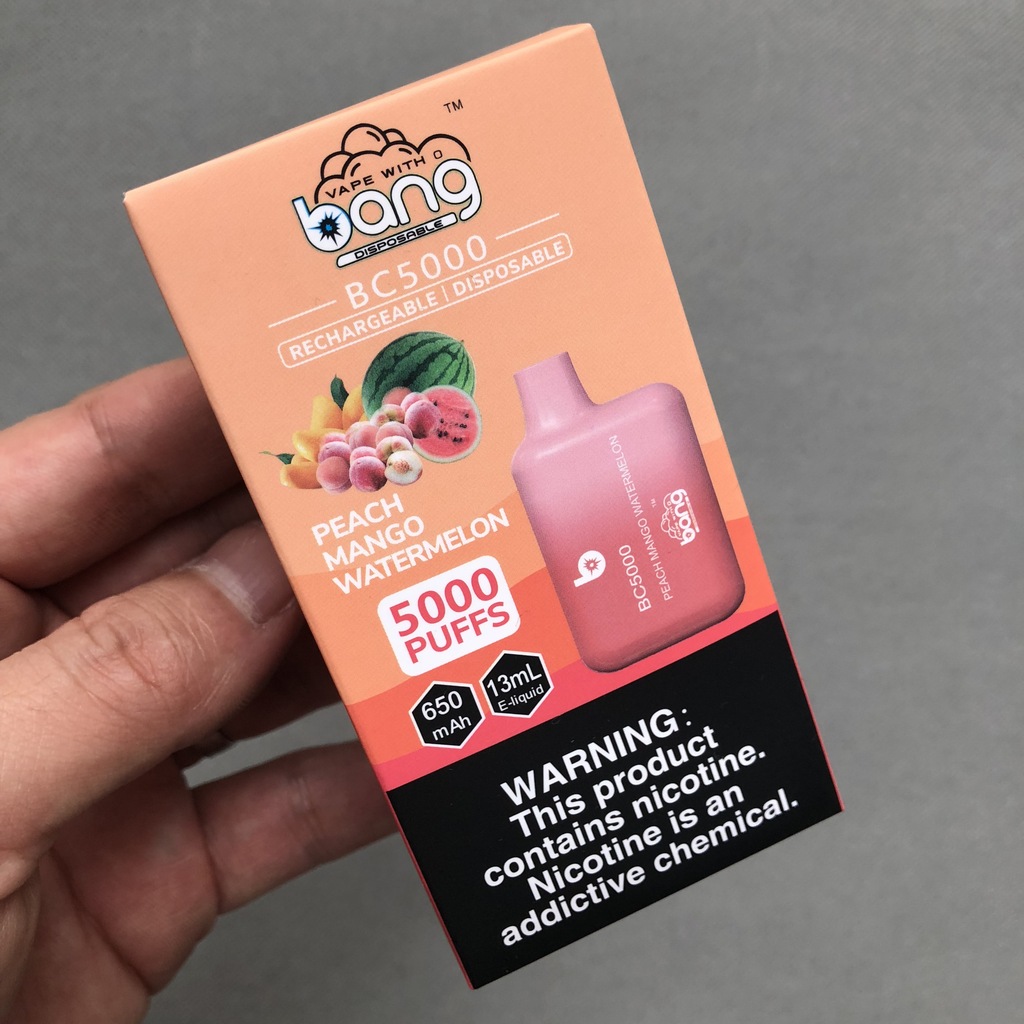 TM
VAPE WITH
bang
DISPOSABLE
BC5000
RECHARGEABLE | DISPOSABLE
PEACH
MANGO
WATERMELON
5000
PUFFS
650
mAh
13mL
E-liquid
b
BC5000
PEACH MANGO WATERMELON
bang
TM
WARNING:
This product
contains nicotine.
Nicotine is an
addictive chemical.